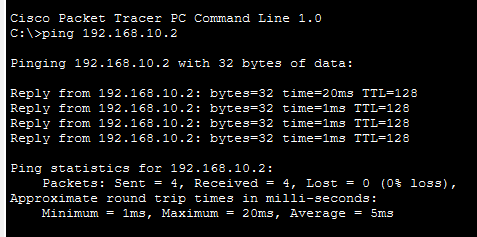 Cisco Packet Tracer PC Command Line 1.0
C:\>ping 192.168.10.2
Pinging 192.168.10.2 with 32 bytes of data:
Reply from 192.168.10.2: bytes=32 time=20ms TTL=128
Reply from 192.168.10.2: bytes=32 time=1ms TTL=128
Reply from 192.168.10.2: bytes=32 time=1ms TTL=128
Reply from 192.168.10.2: bytes=32 time=1ms TTL=128
Ping statistics for 192.168.10.2:
Packets: Sent = 4, Received = 4, Lost = 0 (0% loss),
Approximate round trip times in milli-seconds:
Minimum = 1ms, Maximum = 20ms, Average = 5ms